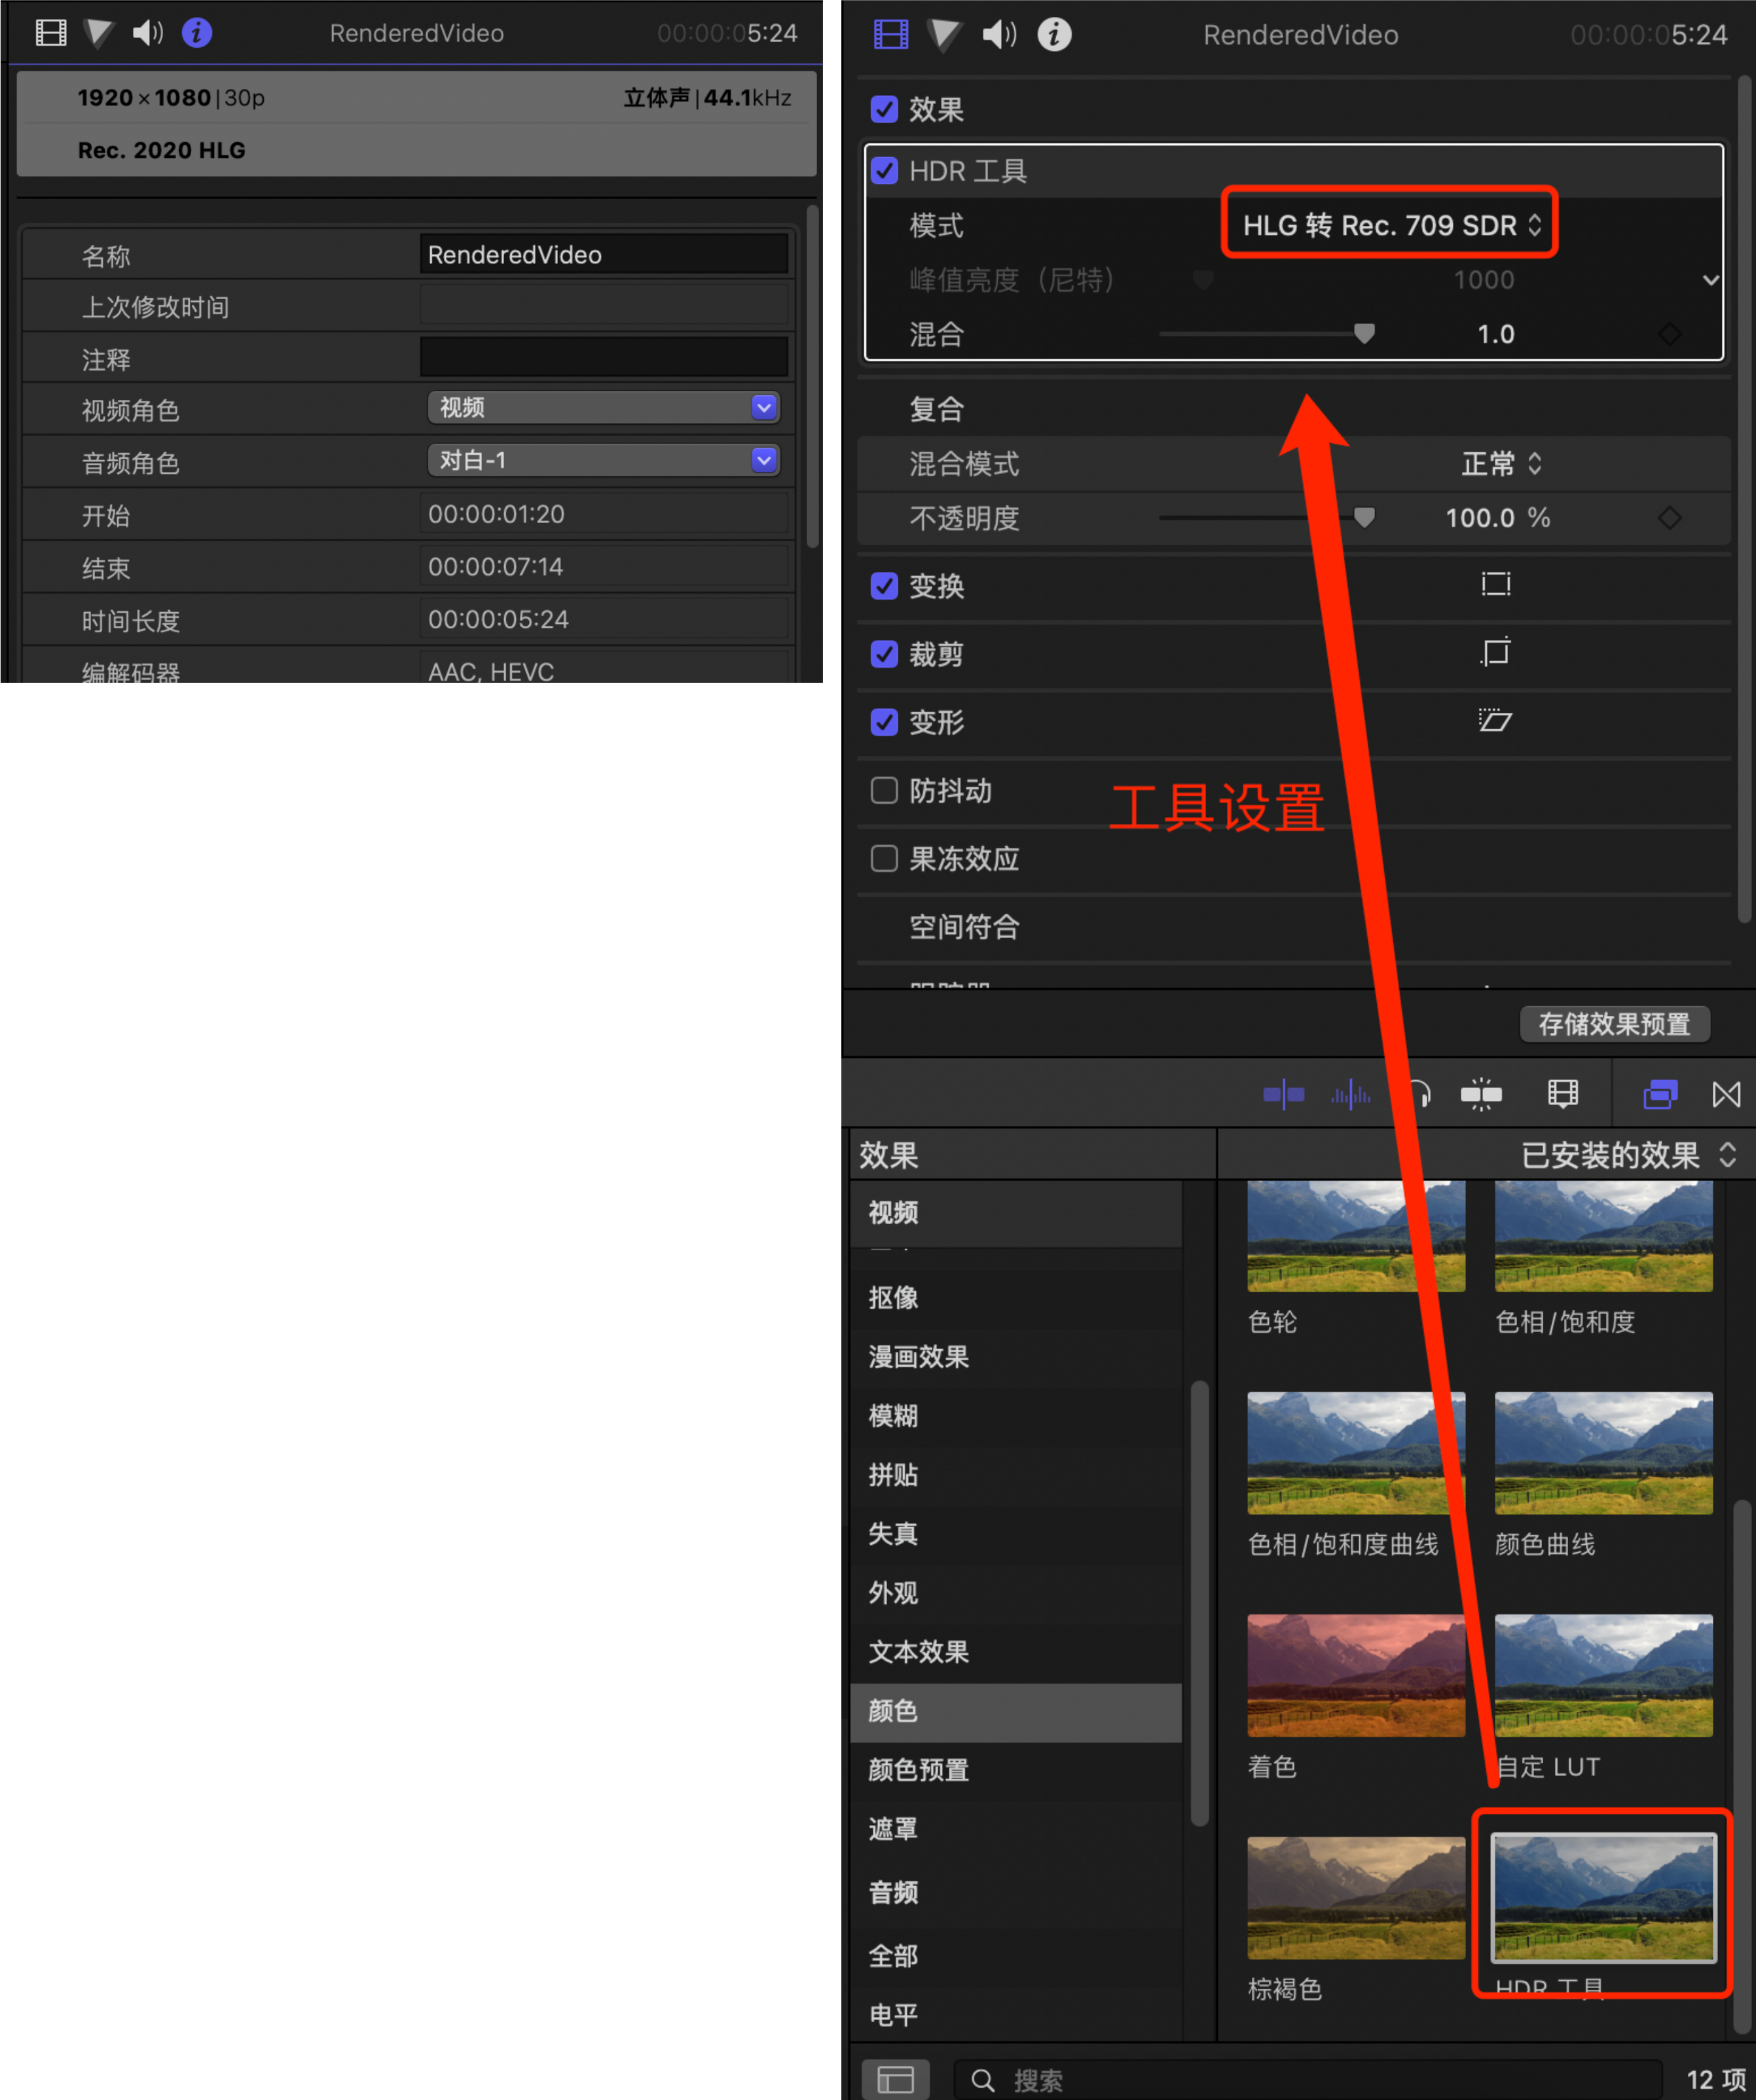 RenderedVideo
00:00:05:24
1920×1080|30p
立体声|44.1kHz
Rec. 2020 HLG
名称
RenderedVideo
上次修改时间
注释
视频角色
视频
音频角色
对白-1
开始
00:00:01:20
结束
00:00:07:14
时间长度
00:00:05:24
编解码器
AAC, HEVC
RenderedVideo
00:00:05:24
效果
HDR 工具
模式
HLG 转 Rec. 709 SDR
峰值亮度（尼特）
1000
混合
1.0
复合
混合模式
正常
不透明度
100.0 %
变换
裁剪
变形
防抖动
工具设置
果冻效应
空间符合
存储效果预置
效果
已安装的效果
视频
抠像
漫画效果
模糊
拼贴
失真
外观
文本效果
颜色
颜色预置
遮罩
音频
全部
电平
色轮
色相/饱和度
色相/饱和度曲线
颜色曲线
着色
自定 LUT
棕褐色
HDR 工具
搜索
12 项